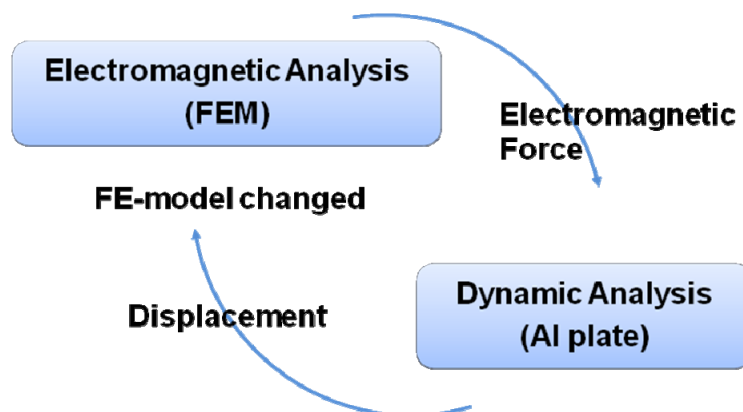 Electromagnetic Analysis
(FEM)
Electromagnetic
Force
FE-model changed
Displacement
Dynamic Analysis
(Al plate)